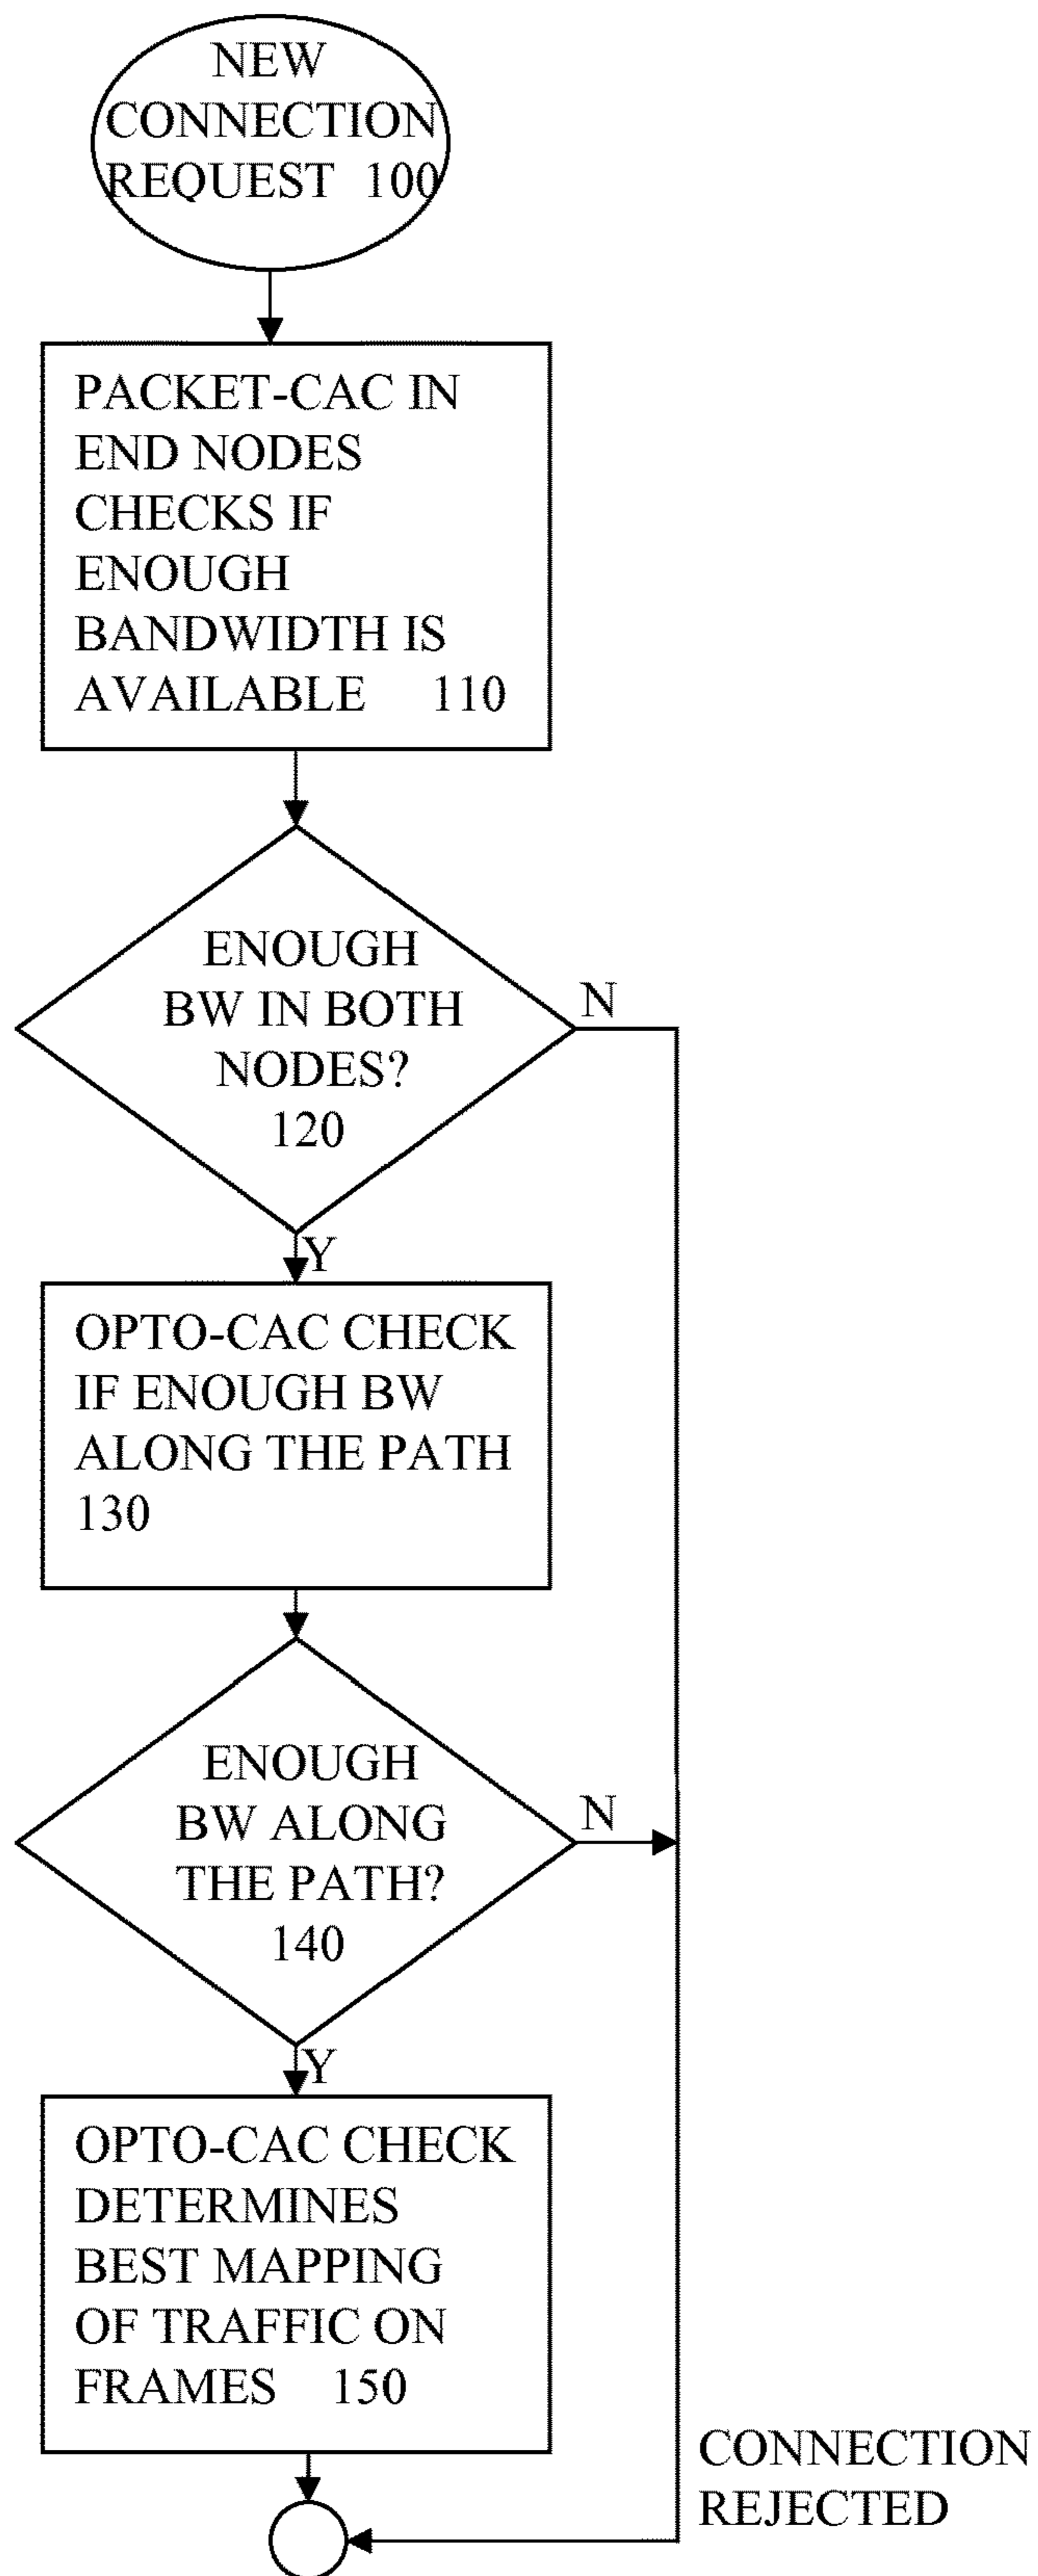 NEW
CONNECTION
REQUEST 100
PACKET-CAC IN
END NODES
CHECKS IF
ENOUGH
BANDWIDTH IS
AVAILABLE 110
ENOUGH
BW IN BOTH
NODES?
120
N
Y
OPTO-CAC CHECK
IF ENOUGH BW
ALONG THE PATH
130
ENOUGH
BW ALONG
THE PATH?
140
N
Y
OPTO-CAC CHECK
DETERMINES
BEST MAPPING
OF TRAFFIC ON
FRAMES 150
CONNECTION
REJECTED